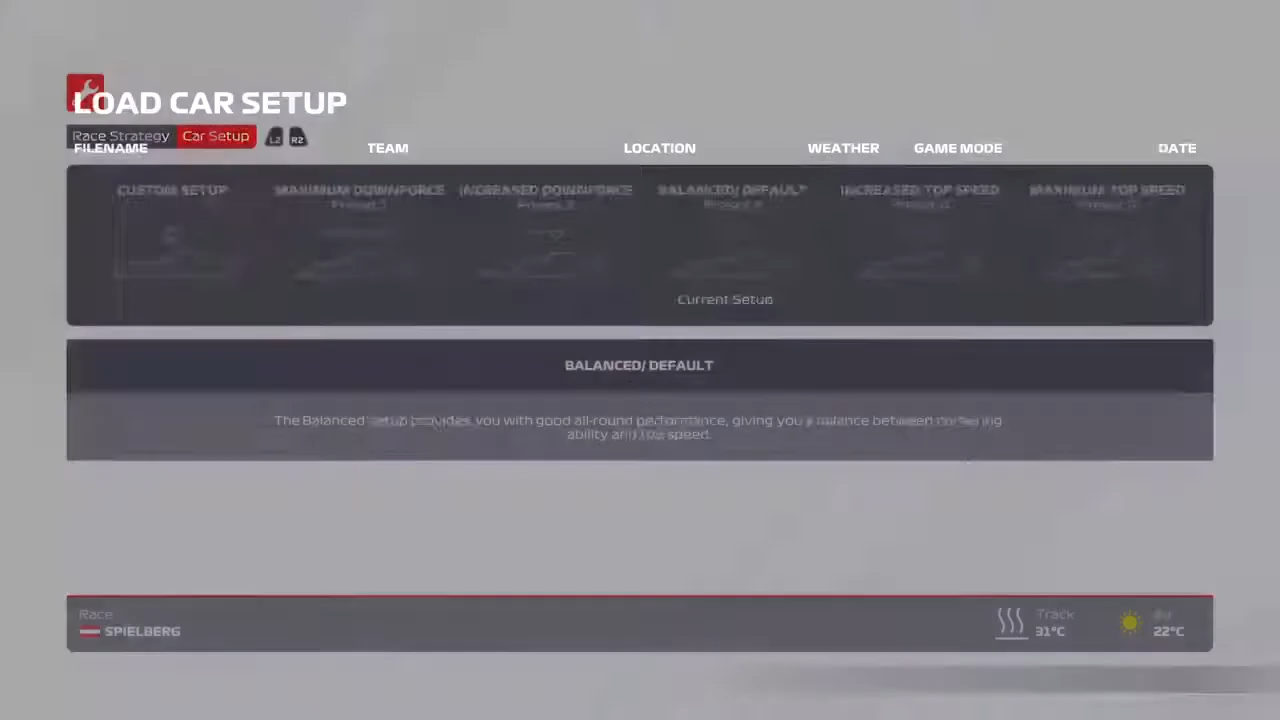 LOAD CAR SETUP
Race Strategy Car Setup L2 R2
FILENAME TEAM LOCATION WEATHER GAME MODE DATE
CUSTOM SETUP MAXIMUM DOWNFORCE INCREASED DOWNFORCE BALANCED/ DEFAULT INCREASED TOP SPEED MAXIMUM TOP SPEED
Current Setup
BALANCED/ DEFAULT
The Balanced setup provides you with good all-round performance, giving you a balance between cornering
ability and top speed.
Race Track Air
SPIELBERG 31°C 22°C